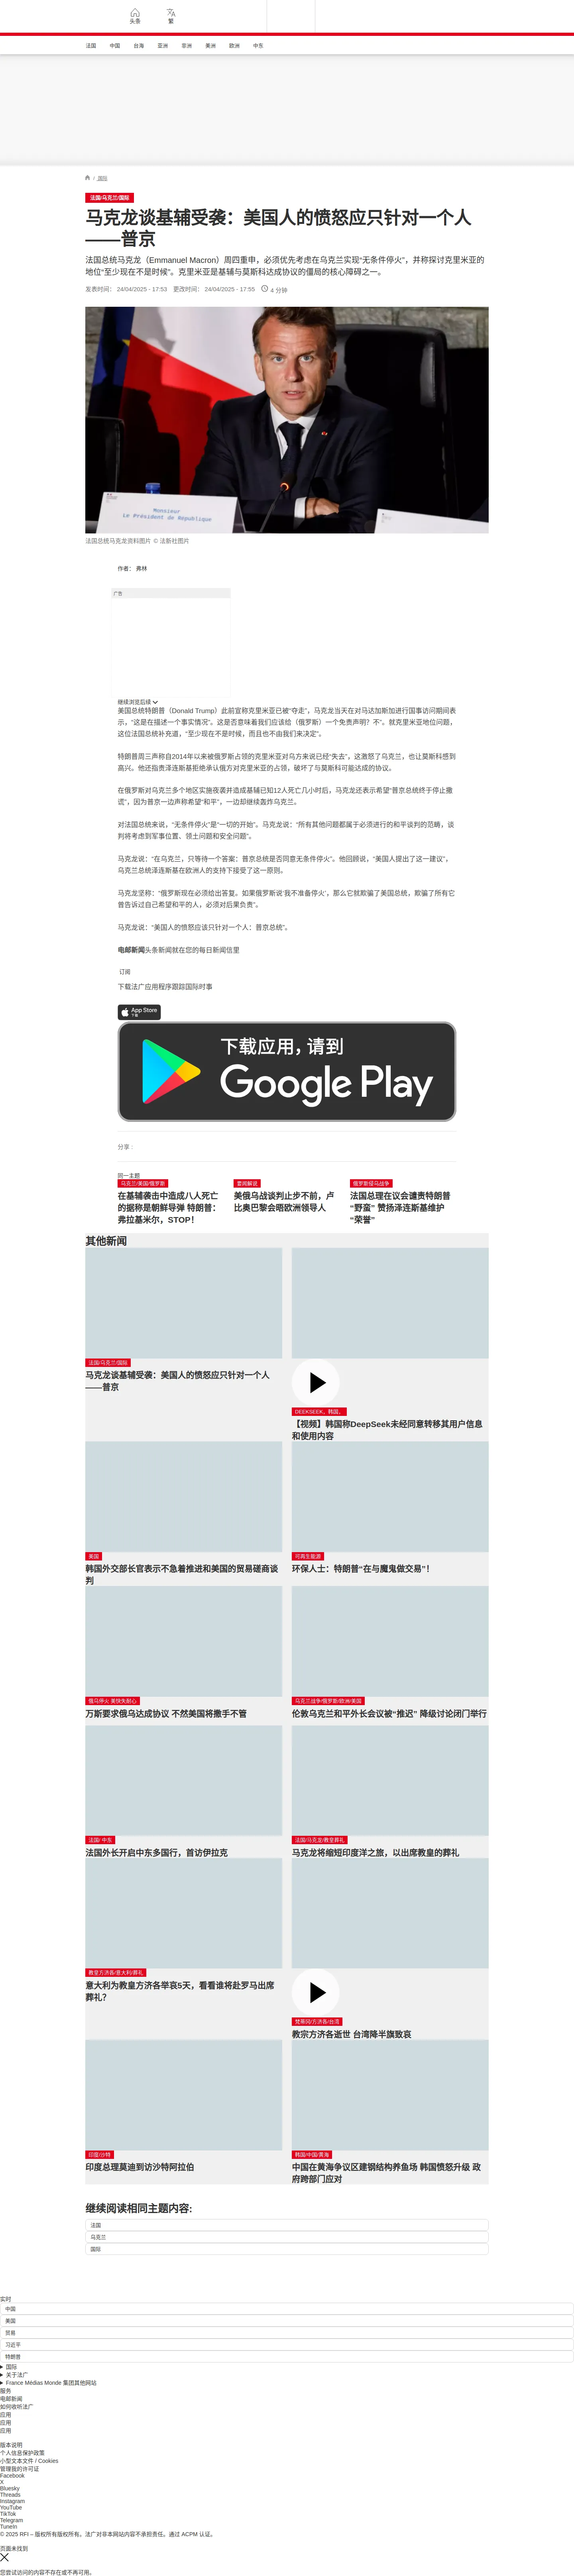 头条
繁
法国
中国
台海
亚洲
非洲
美洲
欧洲
中东
/ 国际
法国/乌克兰/国际
马克龙谈基辅受袭：美国人的愤怒应只针对一个人
——普京
法国总统马克龙（Emmanuel Macron）周四重申，必须优先考虑在乌克兰实现“无条件停火”，并称探讨克里米亚的
地位“至少现在不是时候”。克里米亚是基辅与莫斯科达成协议的僵局的核心障碍之一。
发表时间： 24/04/2025 - 17:53 更改时间： 24/04/2025 - 17:55 4 分钟
Monsieur
Le Président de République
法国总统马克龙资料图片 © 法新社图片
作者： 弗林
广告
继续浏览后续
美国总统特朗普（Donald Trump）此前宣称克里米亚已被“夺走”，马克龙当天在对马达加斯加进行国事访问期间表
示，“这是在描述一个事实情况”。这是否意味着我们应该给（俄罗斯）一个免责声明？不”。就克里米亚地位问题，
这位法国总统补充道，“至少现在不是时候，而且也不由我们来决定”。
特朗普周三声称自2014年以来被俄罗斯占领的克里米亚对乌方来说已经“失去”，这激怒了乌克兰，也让莫斯科感到
高兴。他还指责泽连斯基拒绝承认俄方对克里米亚的占领，破坏了与莫斯科可能达成的协议。
在俄罗斯对乌克兰多个地区实施夜袭并造成基辅已知12人死亡几小时后，马克龙还表示希望“普京总统终于停止撒
谎”，因为普京一边声称希望“和平”，一边却继续轰炸乌克兰。
对法国总统来说，“无条件停火”是“一切的开始”。马克龙说：“所有其他问题都属于必须进行的和平谈判的范畴，谈
判将考虑到军事位置、领土问题和安全问题”。
马克龙说：“在乌克兰，只等待一个答案：普京总统是否同意无条件停火”。他回顾说，“美国人提出了这一建议”，
乌克兰总统泽连斯基在欧洲人的支持下接受了这一原则。
马克龙坚称：“俄罗斯现在必须给出答复。如果俄罗斯说‘我不准备停火’，那么它就欺骗了美国总统，欺骗了所有它
曾告诉过自己希望和平的人，必须对后果负责”。
马克龙说：“美国人的愤怒应该只针对一个人：普京总统”。
电邮新闻头条新闻就在您的每日新闻信里
订阅
下载法广应用程序跟踪国际时事
App Store
下载
下载应用，请到
Google Play
分享 :
同一主题
马克兰/美国/俄罗斯
在基辅袭击中造成八人死亡
的据称是朝鲜导弹 特朗普：
弗拉基米尔，STOP！
要闻解说
美俄乌战谈判止步不前，卢
比奥巴黎会晤欧洲领导人
俄罗斯侵乌战争
法国总理在议会谴责特朗普
“野蛮” 赞扬泽连斯基维护
“荣誉”
其他新闻
法国/乌克兰/国际
马克龙谈基辅受袭：美国人的愤怒应只针对一个人
——普京
DEEKSEEK、韩国、
【视频】韩国称DeepSeek未经同意转移其用户信息
和使用内容
美国
韩国外交部长官表示不急着推进和美国的贸易磋商谈
判
可再生能源
环保人士：特朗普“在与魔鬼做交易”！
俄马停火 美快失耐心
万斯要求俄乌达成协议 不然美国将撒手不管
乌克兰战争/俄罗斯/欧洲/美国
伦敦乌克兰和平外长会议被“推迟” 降级讨论闭门举行
法国/ 中东
法国外长开启中东多国行，首访伊拉克
法国/马克龙/教皇葬礼
马克龙将缩短印度洋之旅，以出席教皇的葬礼
教皇方济各/意大利/葬礼
意大利为教皇方济各举哀5天，看看谁将赴罗马出席
葬礼？
梵蒂冈/方济各/台湾
教宗方济各逝世 台湾降半旗致哀
印度/沙特
印度总理莫迪到访沙特阿拉伯
韩国/中国/黄海
中国在黄海争议区建钢结构养鱼场 韩国愤怒升级 政
府跨部门应对
继续阅读相同主题内容:
法国
乌克兰
国际
实时
中国
美国
贸易
习近平
特朗普
国际
关于法广
France Médias Monde 集团其他网站
服务
电邮新闻
如何收听法广
应用
应用
应用
版本说明
个人信息保护政策
小型文本文件 / Cookies
管理我的许可证
Facebook
X
Bluesky
Threads
Instagram
YouTube
TikTok
Telegram
TuneIn
© 2025 RFI – 版权所有版权所有。法广对非本网站内容不承担责任。通过 ACPM 认证。
页面未找到
您尝试访问的内容不存在或不再可用。